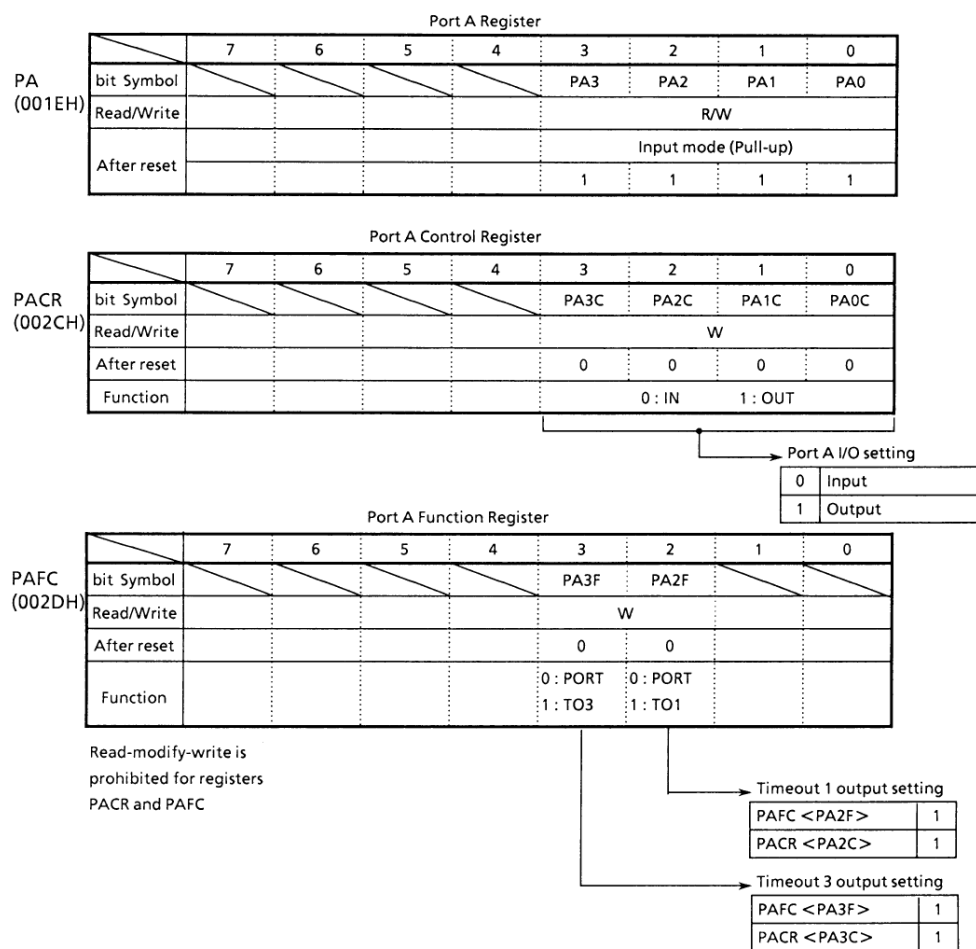 Port A Register
7 6 5 4 3 2 1 0
PA
(001EH)
bit Symbol PA3 PA2 PA1 PA0
Read/Write R/W
After reset Input mode (Pull-up)
1 1 1 1
Port A Control Register
7 6 5 4 3 2 1 0
PACR
(002CH)
bit Symbol PA3C PA2C PA1C PA0C
Read/Write W
After reset 0 0 0 0
Function 0 : IN 1 : OUT
Port A I/O setting
0 Input
1 Output
Port A Function Register
7 6 5 4 3 2 1 0
PAFC
(002DH)
bit Symbol PA3F PA2F
Read/Write W
After reset 0 0
Function
0 : PORT 0 : PORT
1 : TO3 1 : TO1
Read-modify-write is
prohibited for registers
PACR and PAFC
Timeout 1 output setting
PAFC <PA2F> 1
PACR <PA2C> 1
Timeout 3 output setting
PAFC <PA3F> 1
PACR <PA3C> 1